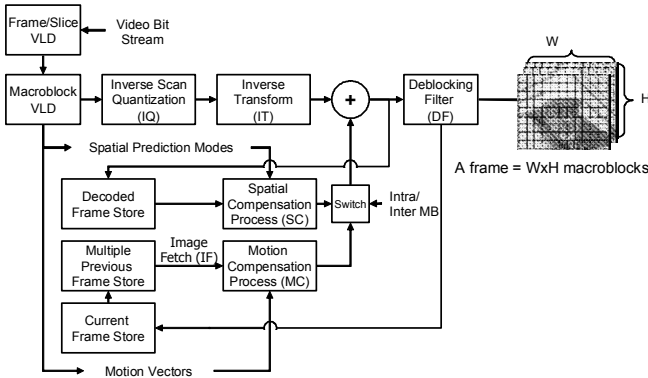 Frame/Slice
VLD
Video Bit
Stream
Macroblock
VLD
Inverse Scan
Quantization
(IQ)
Inverse
Transform
(IT)
+
Deblocking
Filter
(DF)
W
H
A frame = WxH macroblocks
Spatial Prediction Modes
Decoded
Frame Store
Spatial
Compensation
Process (SC)
Switch
Intra/
Inter MB
Multiple
Previous
Frame Store
Image
Fetch (IF)
Motion
Compensation
Process (MC)
Current
Frame Store
Motion Vectors